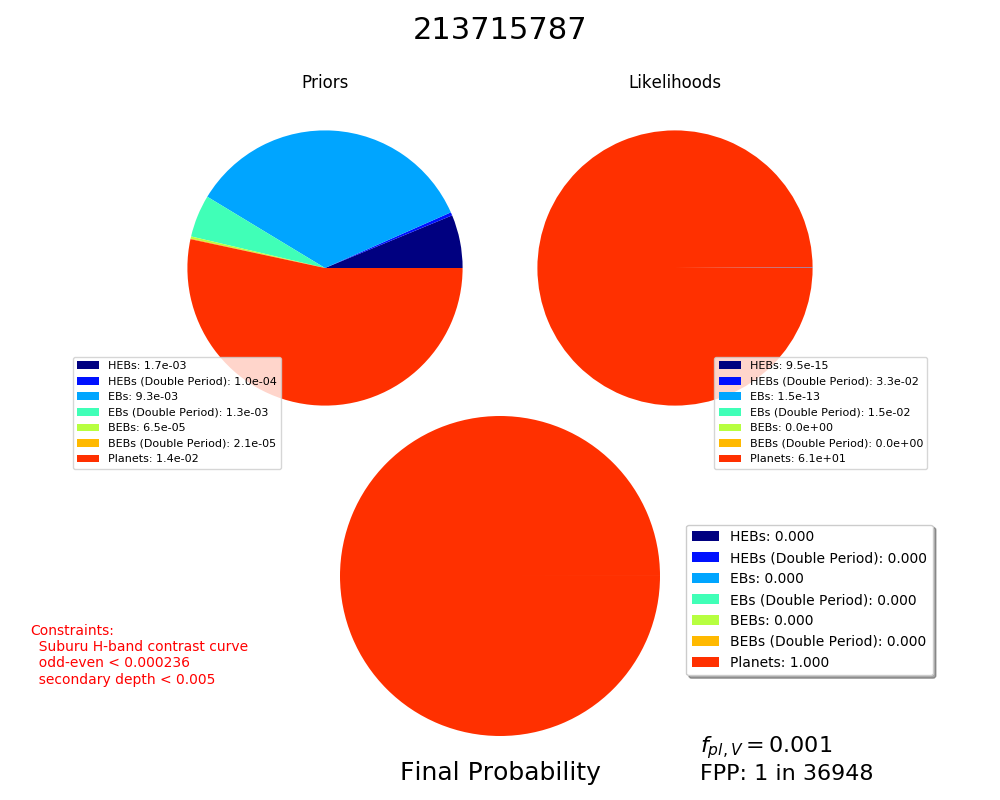 213715787
Priors
Likelihoods
HEBs: 1.7e-03
HEBs (Double Period): 1.0e-04
EBs: 9.3e-03
EBs (Double Period): 1.3e-03
BEBs: 6.5e-05
BEBs (Double Period): 2.1e-05
Planets: 1.4e-02
HEBs: 9.5e-15
HEBs (Double Period): 3.3e-02
EBs: 1.5e-13
EBs (Double Period): 1.5e-02
BEBs: 0.0e+00
BEBs (Double Period): 0.0e+00
Planets: 6.1e+01
HEBs: 0.000
HEBs (Double Period): 0.000
EBs: 0.000
EBs (Double Period): 0.000
BEBs: 0.000
BEBs (Double Period): 0.000
Planets: 1.000
Constraints:
Suburu H-band contrast curve
odd-even < 0.000236
secondary depth < 0.005
f_{pl,V} = 0.001
FPP: 1 in 36948
Final Probability